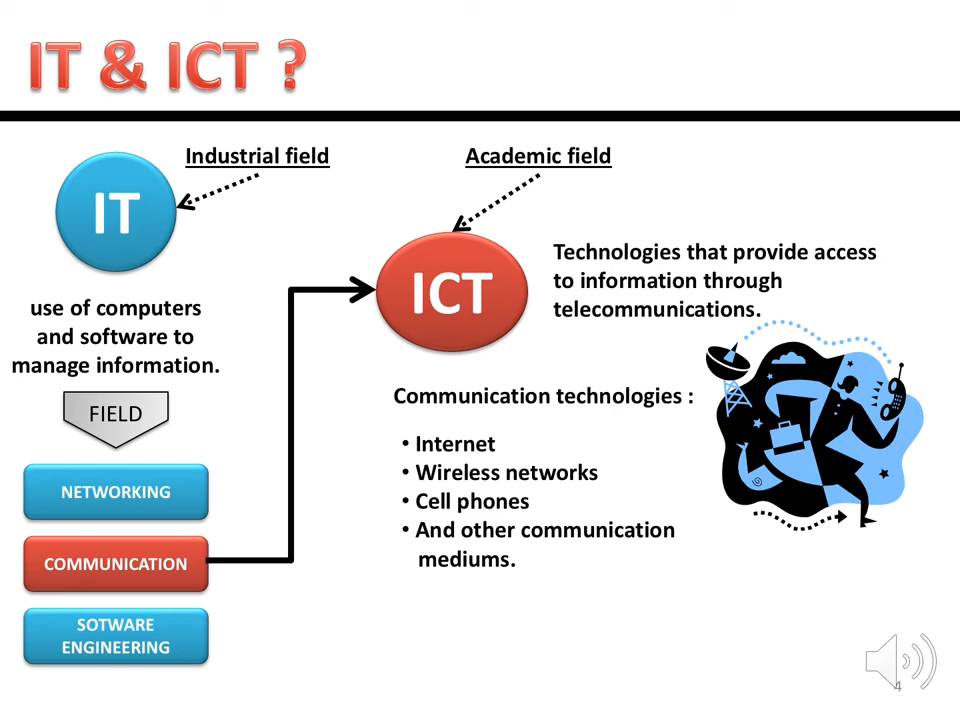 IT & ICT ?
Industrial field
Academic field
IT
ICT
use of computers
and software to
manage information.
FIELD
NETWORKING
COMMUNICATION
SOTWARE
ENGINEERING
Technologies that provide access
to information through
telecommunications.
Communication technologies :
• Internet
• Wireless networks
• Cell phones
• And other communication
mediums.
4